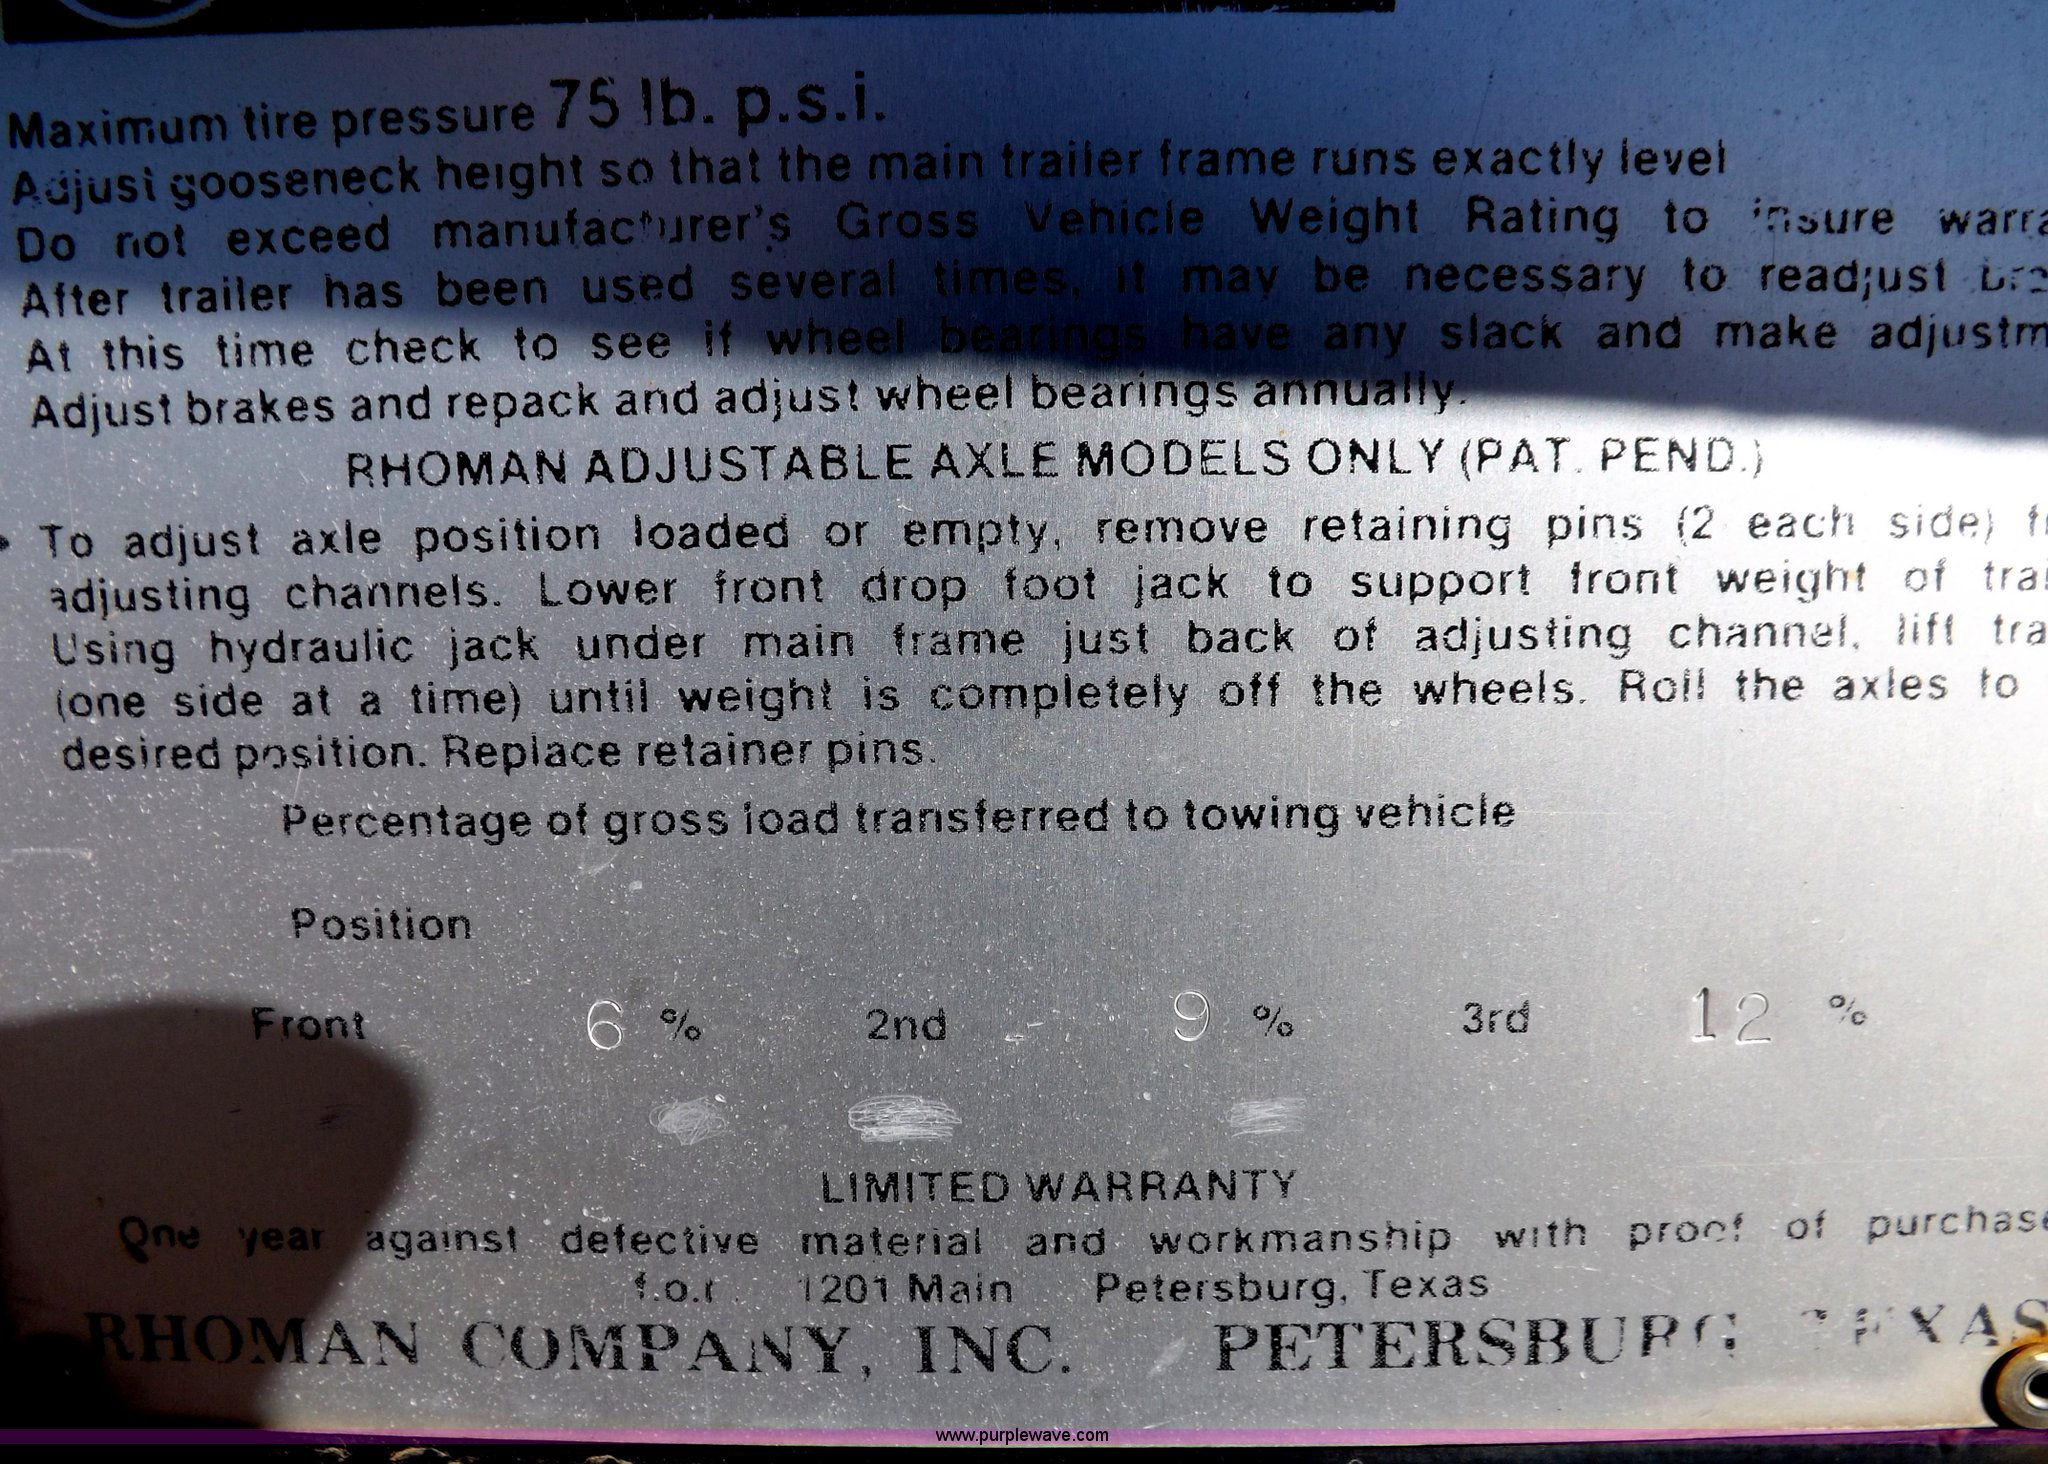 Maximum tire pressure 75 lb. p.s.i.
Adjust gooseneck height so that the main trailer frame runs exactly level
Do not exceed manufacturer's Gross Vehicle Weight Rating to insure
After trailer has been used several times, it may be necessary to readjust
At this time check to see if wheel bearings have any slack and make
Adjust brakes and repack and adjust wheel bearings annually.
RHOMAN ADJUSTABLE AXLE MODELS ONLY (PAT. PEND.)
• To adjust axle position loaded or empty, remove retaining pins (2 each side)
adjusting channels. Lower front drop foot jack to support front weight of
Using hydraulic jack under main frame just back of adjusting channel, lift
(one side at a time) until weight is completely off the wheels. Roll the axles to
desired position. Replace retainer pins.
Percentage of gross load transferred to towing vehicle
Position
Front 6 % 2nd 9 % 3rd 12 %
LIMITED WARRANTY
One year against defective material and workmanship with proof of purchase
f.o.r. 1201 Main Petersburg, Texas
RHOMAN COMPANY, INC. PETERSBURG TEXAS
www.purplewave.com